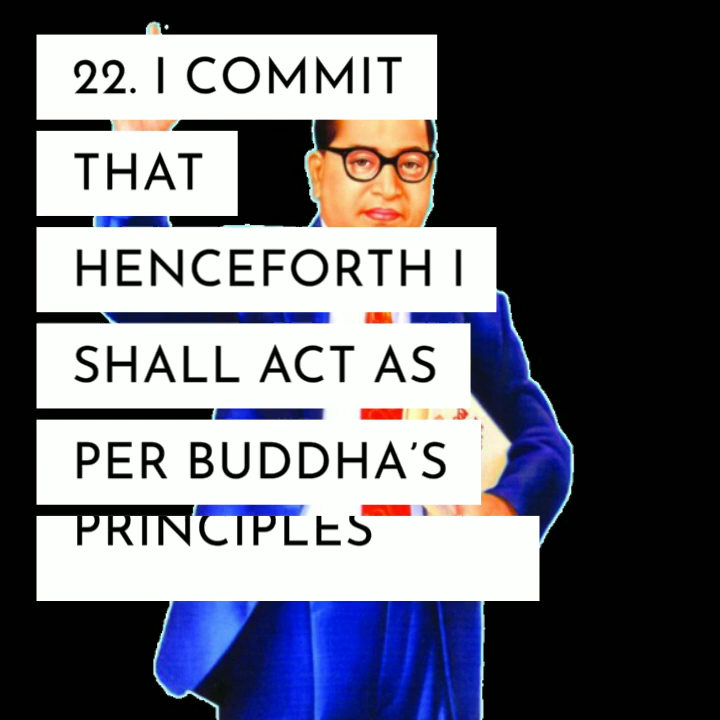 22. I COMMIT
THAT
HENCEFORTH I
SHALL ACT AS
PER BUDDHA’S
PRINCIPLES